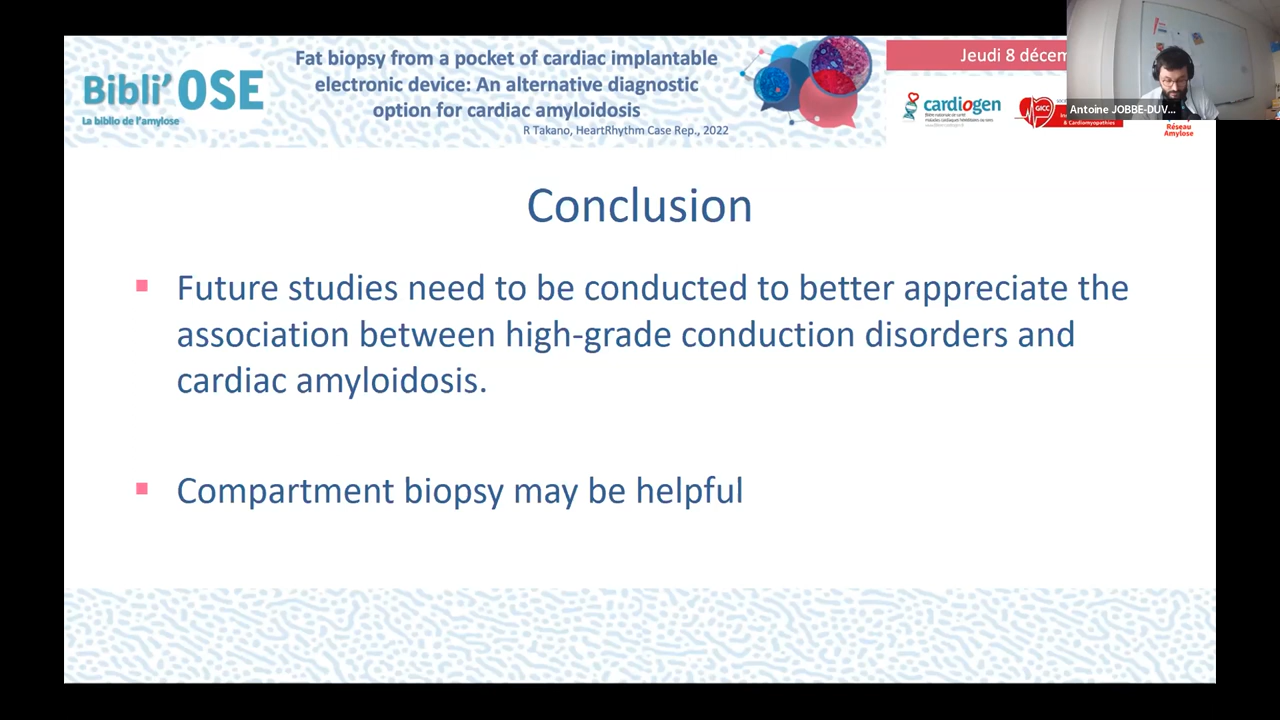 Bibli' OSE
La biblio de l'amylose
Fat biopsy from a pocket of cardiac implantable
electronic device: An alternative diagnostic
option for cardiac amyloidosis
R Takano, HeartRhythm Case Rep., 2022
Jeudi 8 décem
cardiogen
GICC
& Cardiomyopathies
Réseau
Amylose
Antoine JOBBE-DUV...
Conclusion
Future studies need to be conducted to better appreciate the
association between high-grade conduction disorders and
cardiac amyloidosis.
Compartment biopsy may be helpful